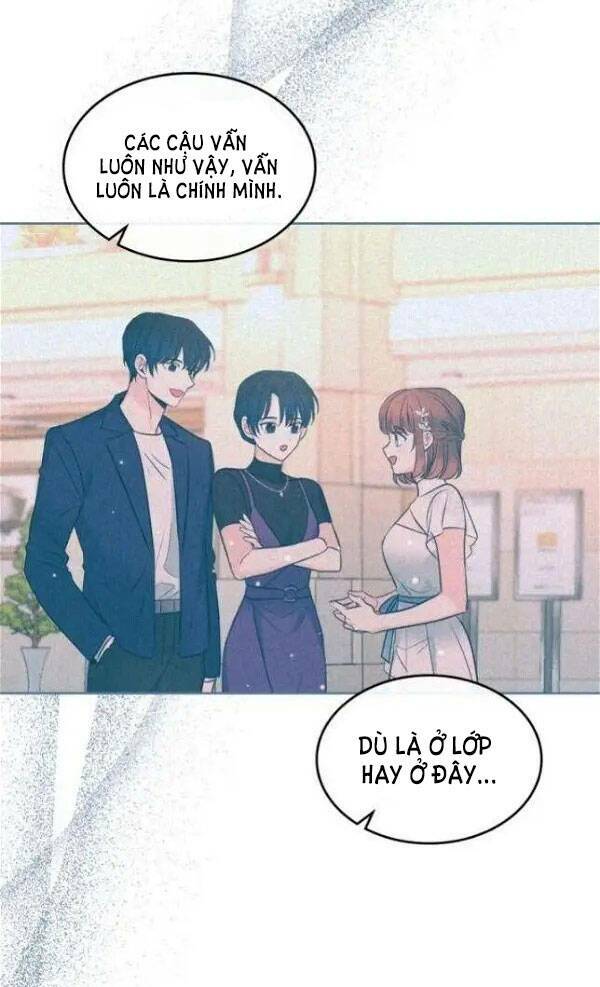 CÁC CẬU VẪN
LUÔN NHƯ VẬY, VẪN
LUÔN LÀ CHÍNH MÌNH.
DÙ LÀ Ở LỚP
HAY Ở ĐÂY...